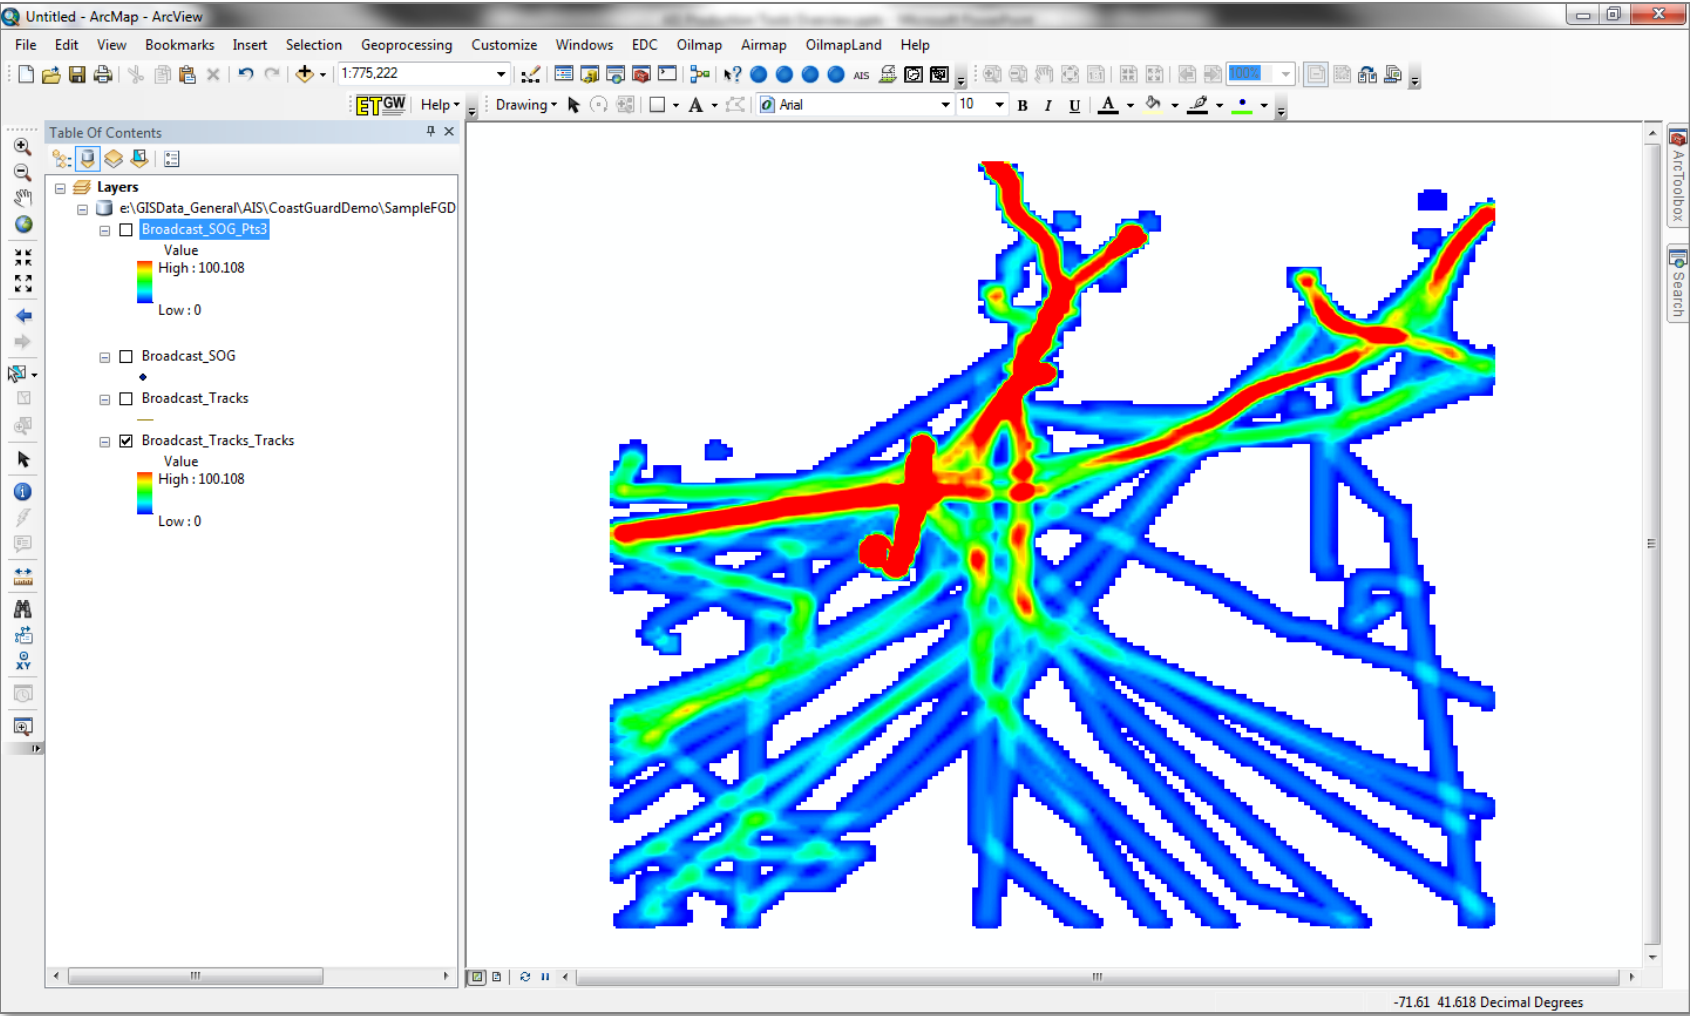 Untitled - ArcMap - ArcView
File Edit View Bookmarks Insert Selection Geoprocessing Customize Windows EDC Oilmap Airmap OilmapLand Help
1:775,222
AIS
100%
ET GW Help Drawing A Arial 10 B I U A
Table Of Contents
Layers
e:\GISData_General\AIS\CoastGuardDemo\SampleFGD
Broadcast_SOG_Pts3
Value
High : 100.108
Low : 0
Broadcast_SOG
Broadcast_Tracks
Broadcast_Tracks_Tracks
Value
High : 100.108
Low : 0
XY
ArcToolbox
Search
-71.61 41.618 Decimal Degrees